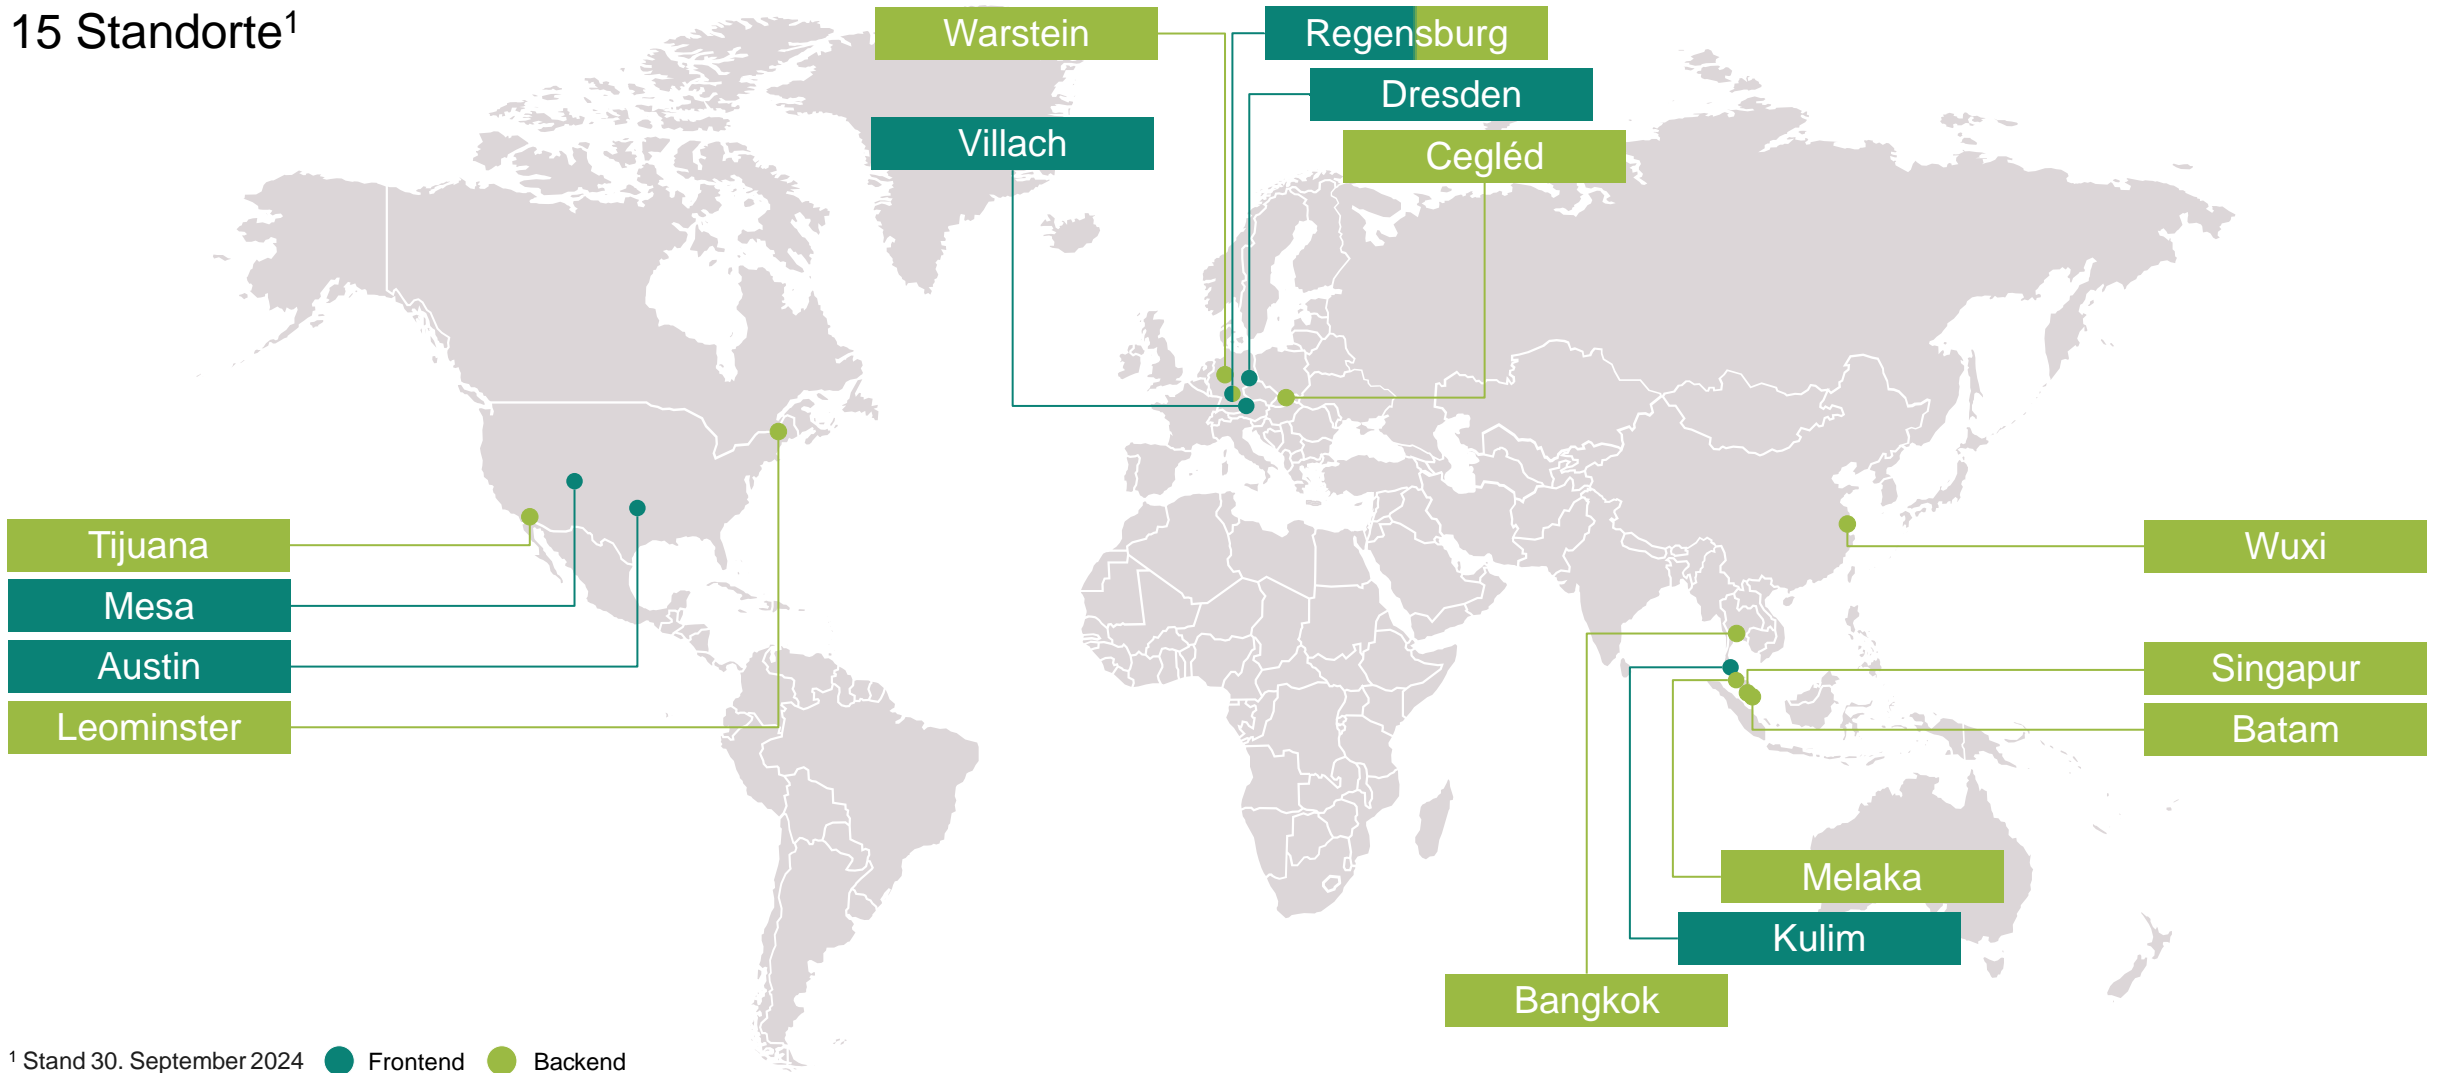 15 Standorte¹
Warstein
Regensburg
Dresden
Villach
Cegléd
Tijuana
Mesa
Austin
Leominster
Wuxi
Singapur
Batam
Melaka
Kulim
Bangkok
¹ Stand 30. September 2024 Frontend Backend